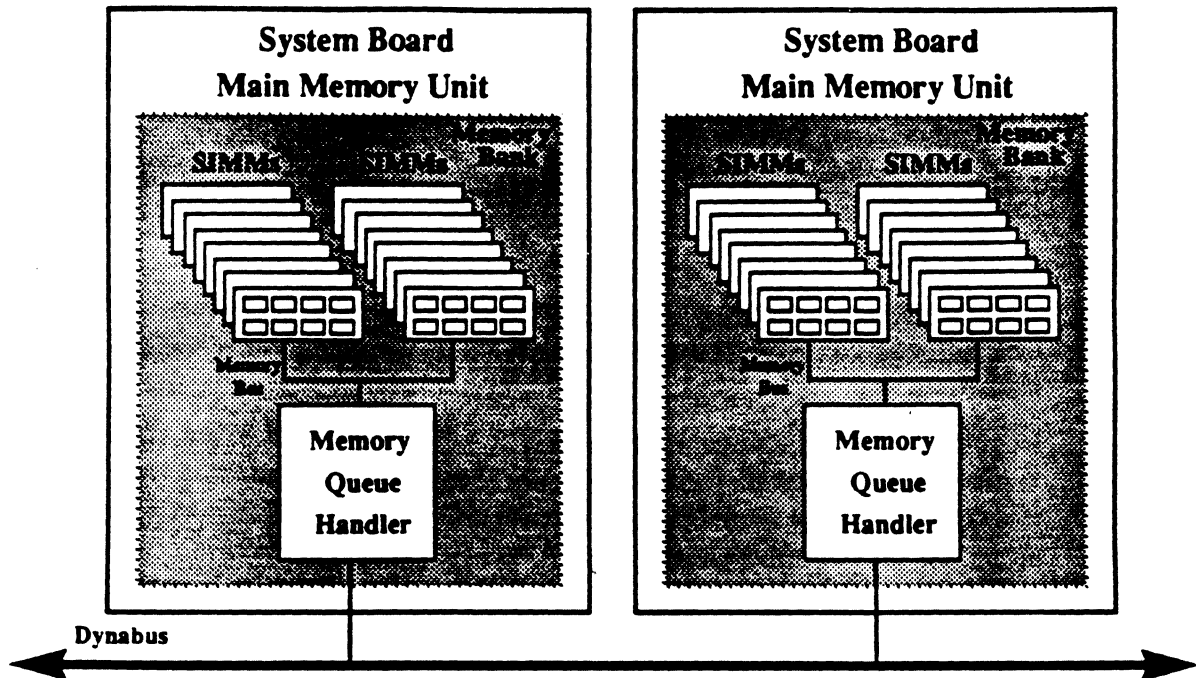 System Board
Main Memory Unit
Memory
Bank
SIMMs
SIMMs
Memory
Bus
Memory
Queue
Handler
System Board
Main Memory Unit
Memory
Bank
SIMMs
SIMMs
Memory
Bus
Memory
Queue
Handler
Dynabus